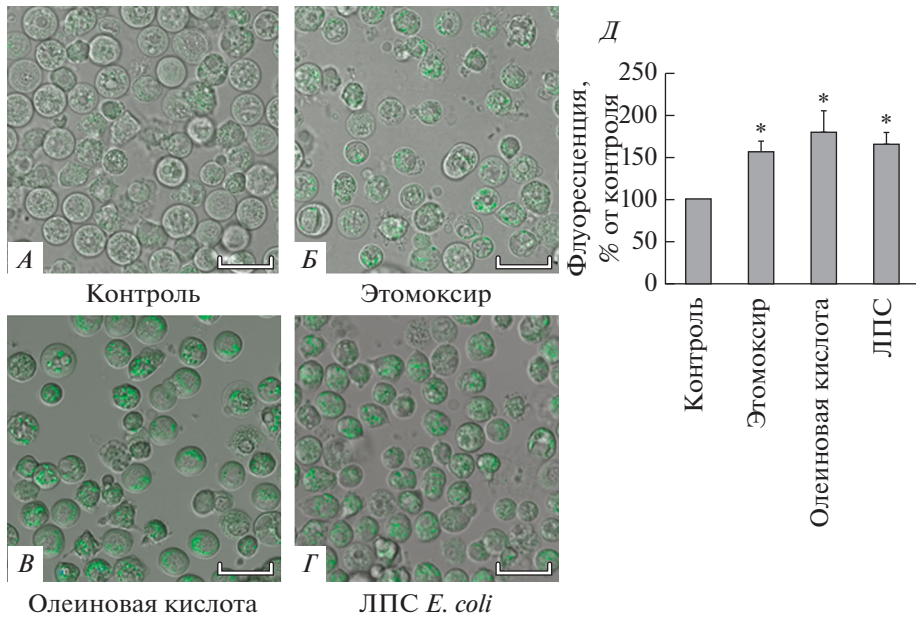 А
Контроль
Б
Этомоксир
В
Олеиновая кислота
Г
ЛПС E. coli
Д
Флуоресценция,
% от контроля
250
200
150
100
50
0
*
*
*
Контроль
Этомоксир
Олеиновая кислота
ЛПС